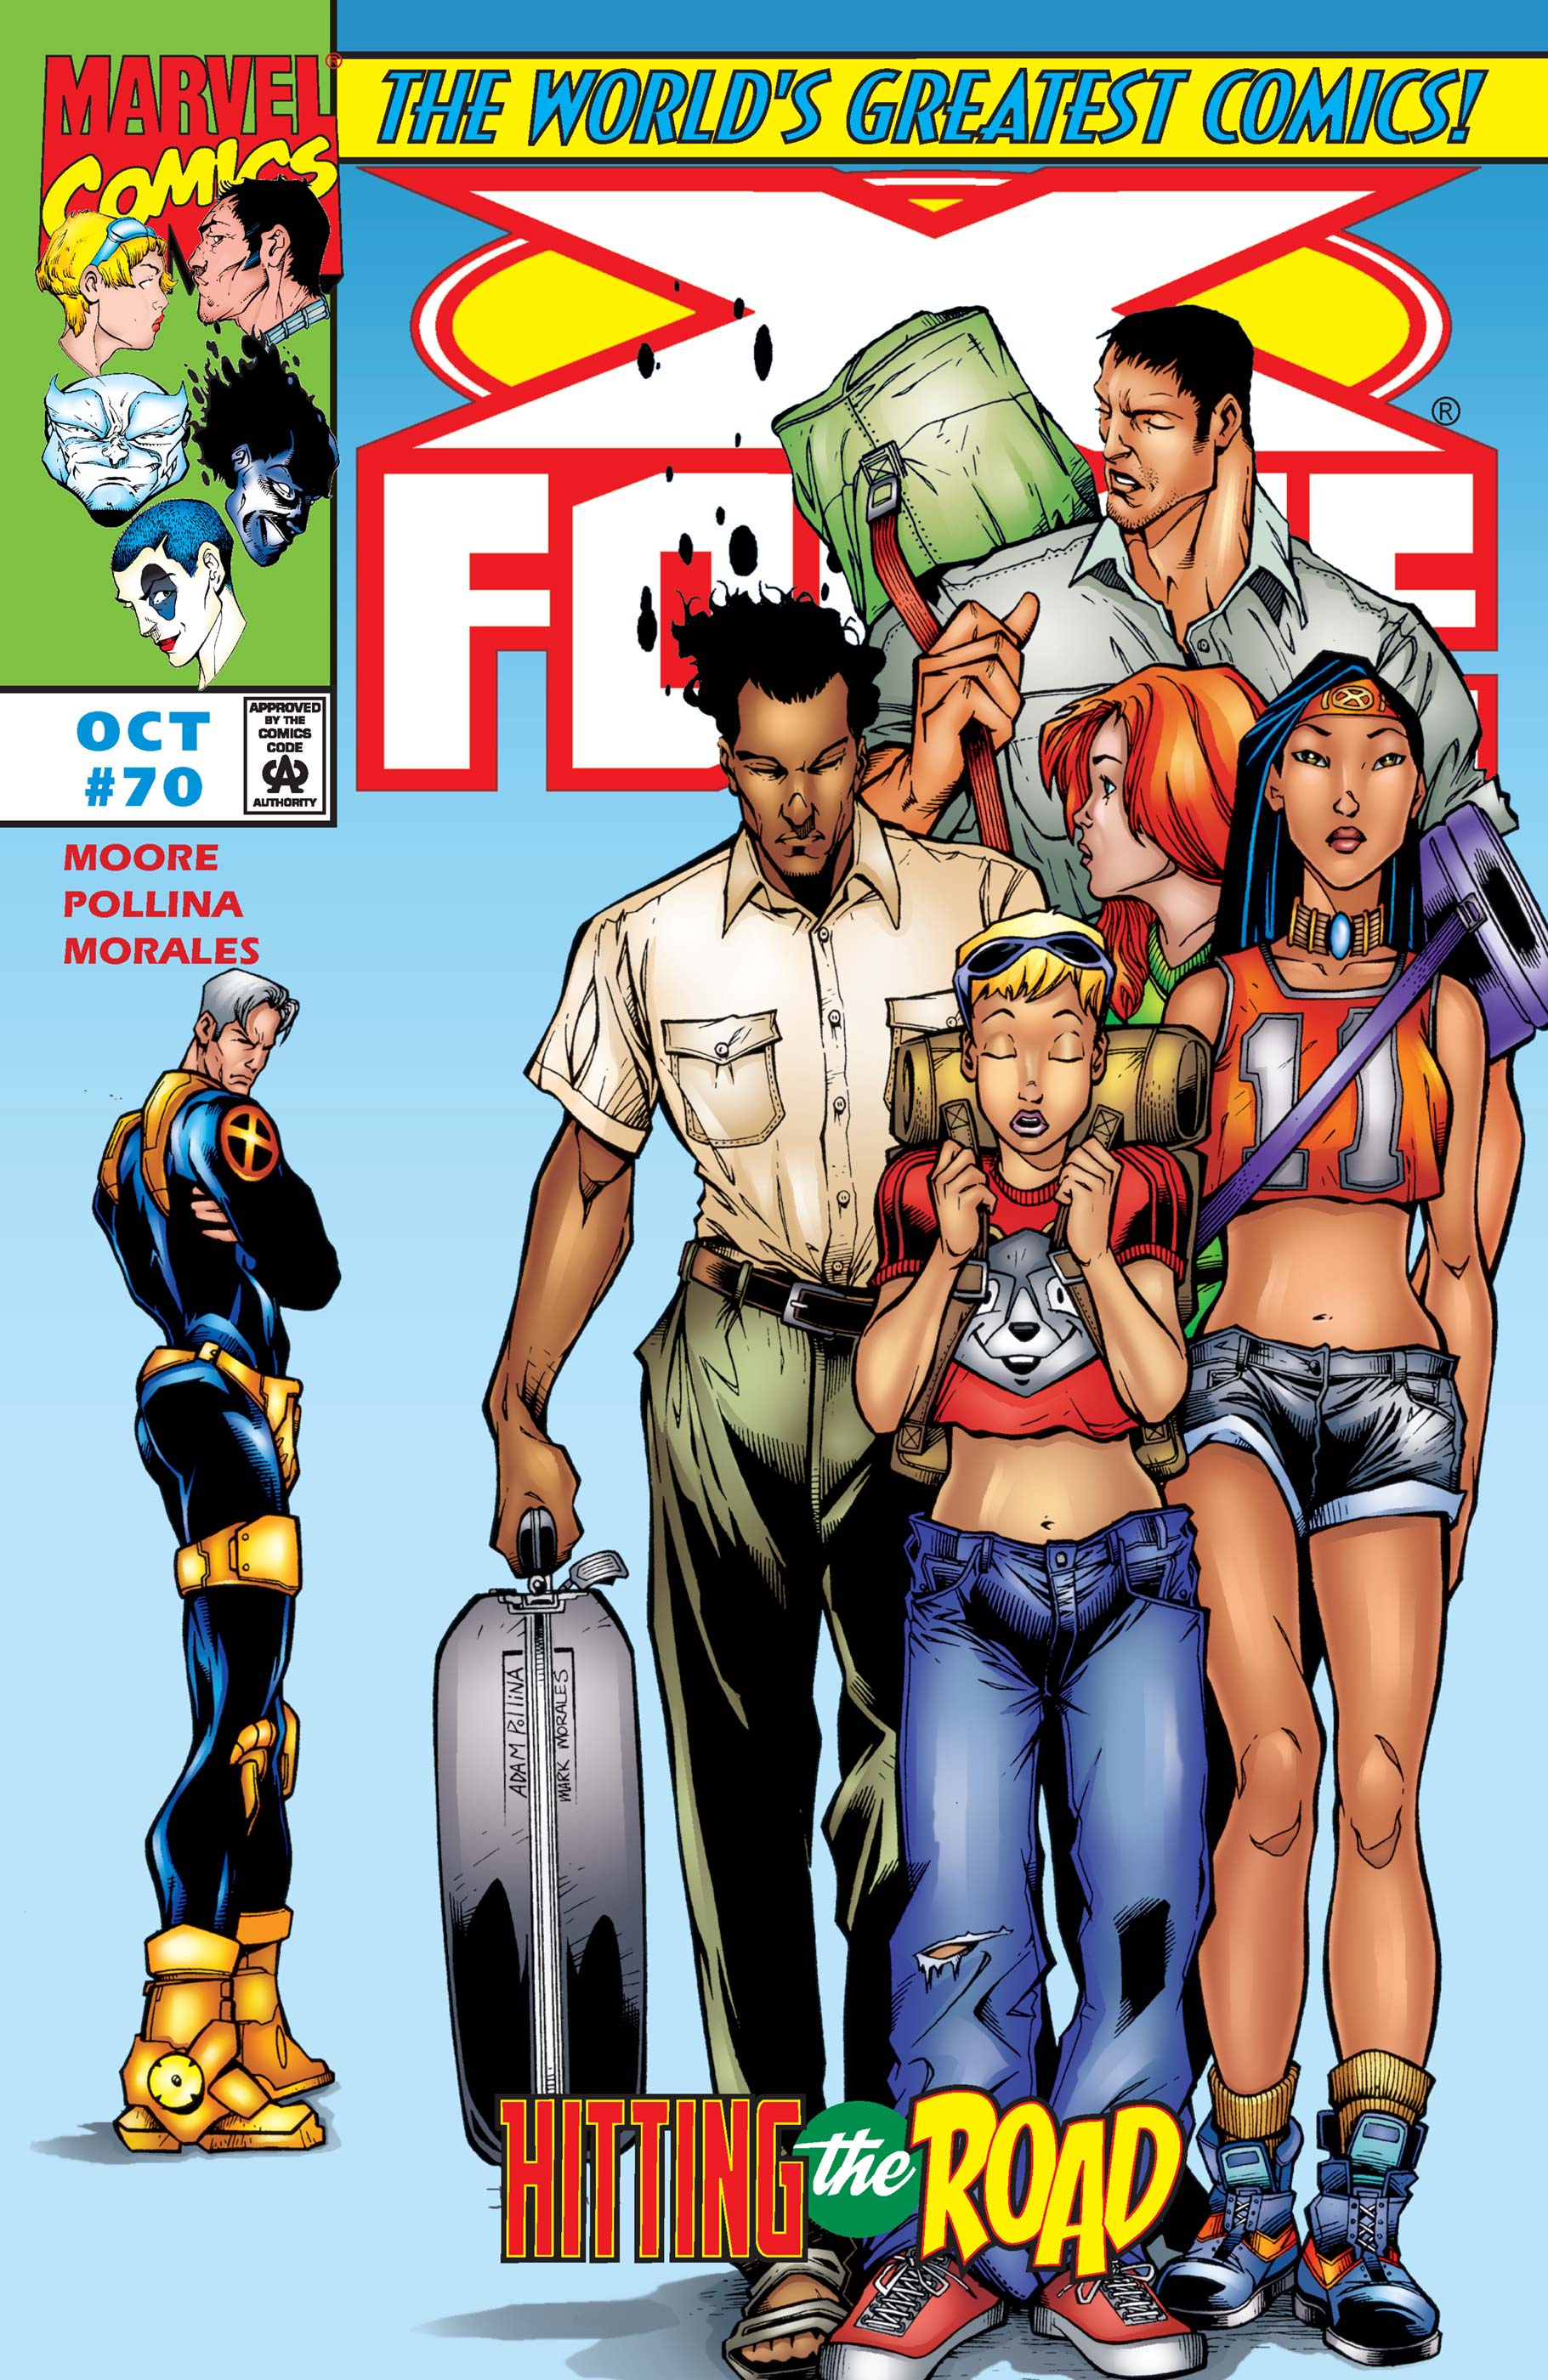 MARVEL®
COMICS
THE WORLD'S GREATEST COMICS!
X
FORCE
®
OCT
#70
APPROVED
BY THE
COMICS
CODE
CA
AUTHORITY
MOORE
POLLINA
MORALES
11
ADAM POLLINA
MARK MORALES
HITTING the ROAD